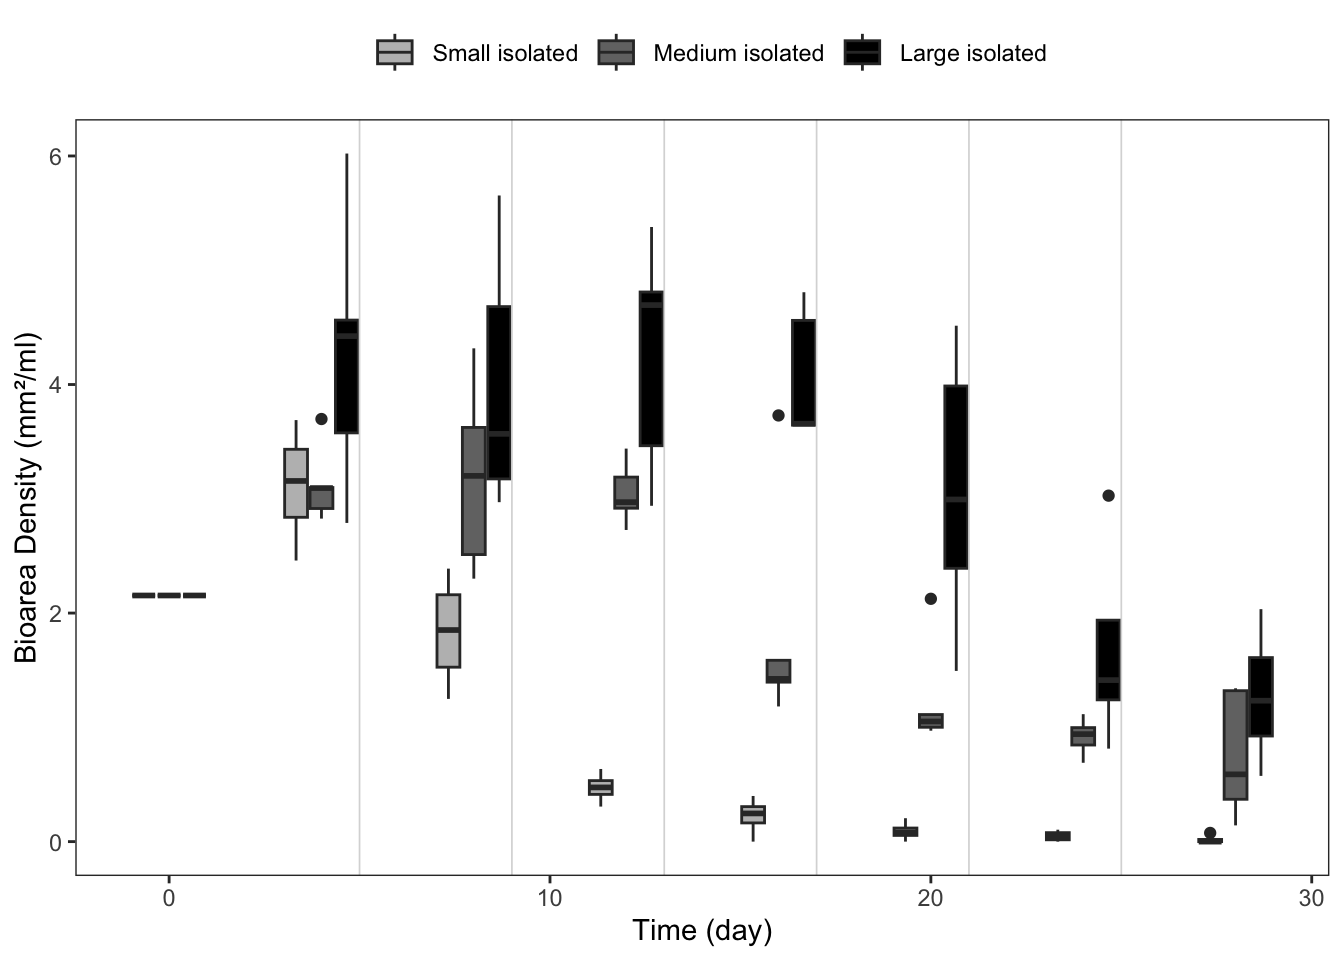 Small isolated Medium isolated Large isolated
Bioarea Density (mm²/ml)
6
4
2
0
0 10 20 30
Time (day)